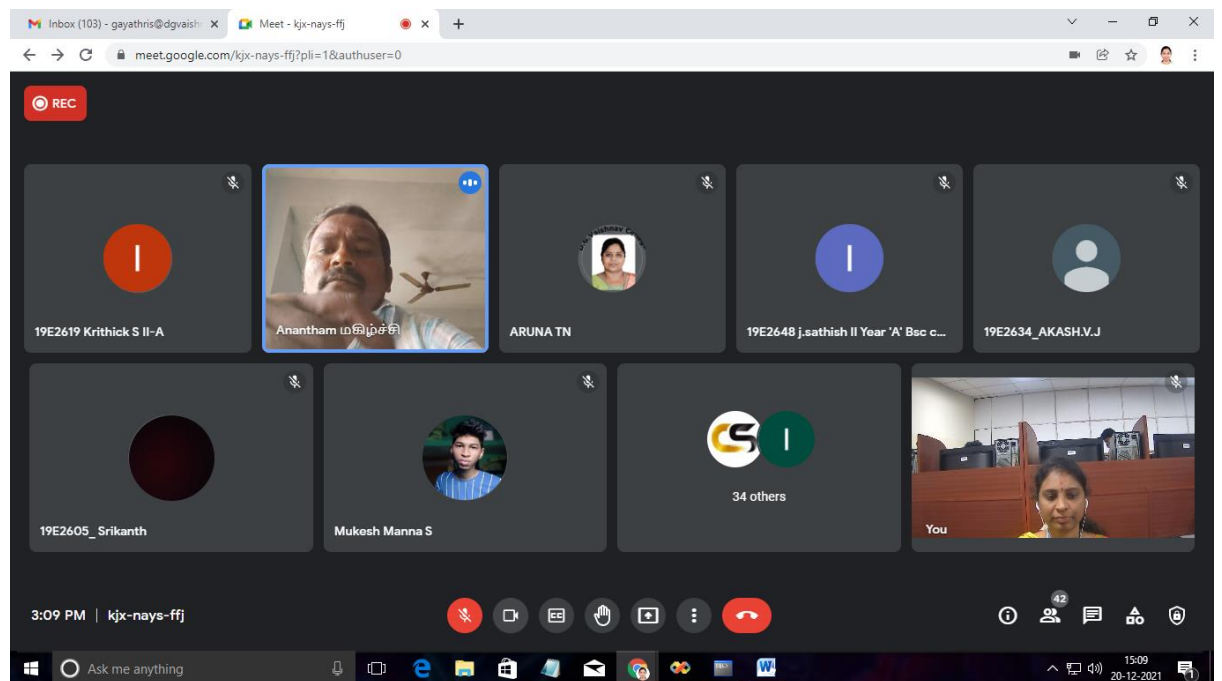 Inbox (103) - gayathris@dgvaish
Meet - kjx-nays-ffj
meet.google.com/kjx-nays-ffj?pli=1&authuser=0
REC
19E2619 Krithick S II-A
Anantham மகிழ்ச்சி
ARUNA TN
19E2648 j.sathish II Year 'A' Bsc c...
19E2634_AKASH.V.J
19E2605_ Srikanth
Mukesh Manna S
CS
I
34 others
You
3:09 PM | kjx-nays-ffj
CC
42
Ask me anything
15:09
20-12-2021